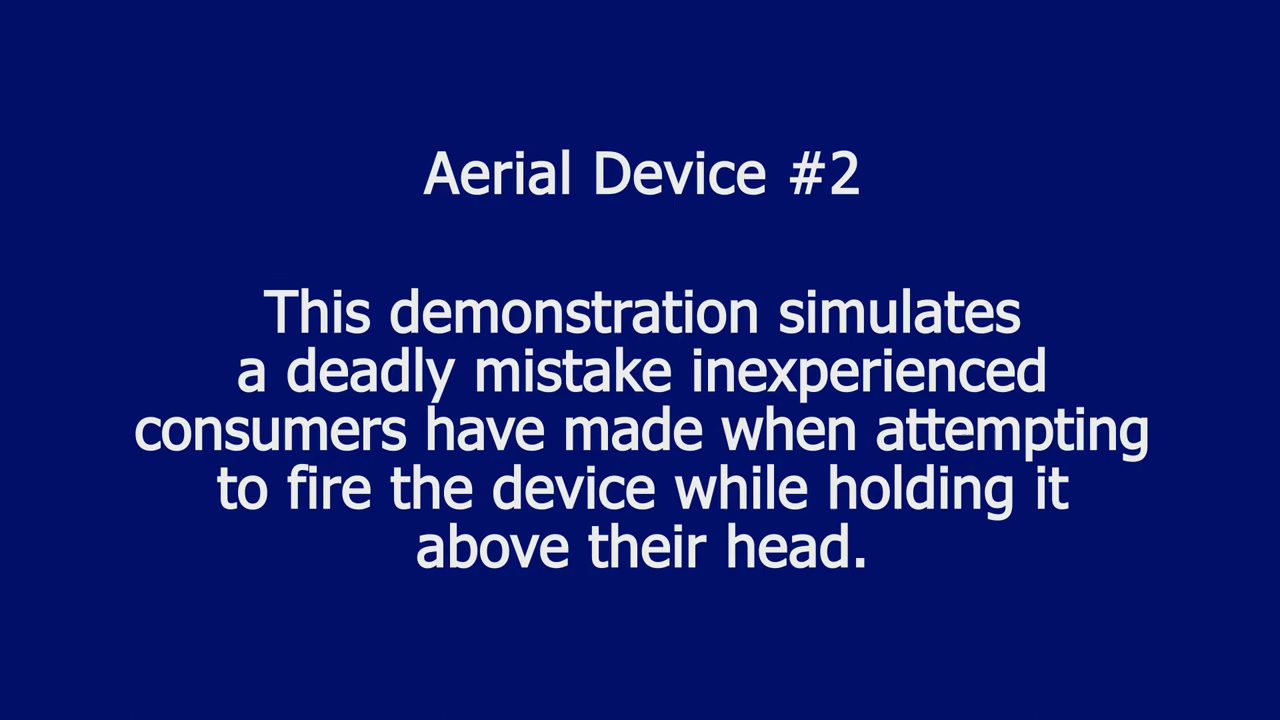 Aerial Device #2
This demonstration simulates
a deadly mistake inexperienced
consumers have made when attempting
to fire the device while holding it
above their head.